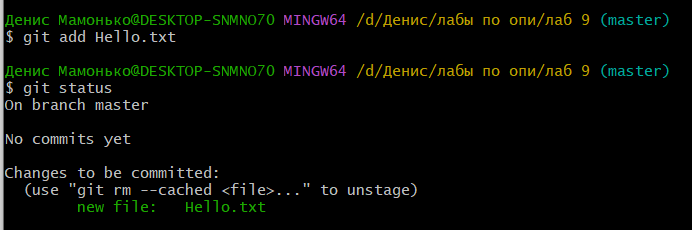 Денис Мамонько@DESKTOP-SNMNO7O MINGW64 /d/Денис/лабы по опи/лаб 9 (master)
$ git add Hello.txt
Денис Мамонько@DESKTOP-SNMNO7O MINGW64 /d/Денис/лабы по опи/лаб 9 (master)
$ git status
On branch master
No commits yet
Changes to be committed:
  (use "git rm --cached <file>..." to unstage)
        new file:   Hello.txt